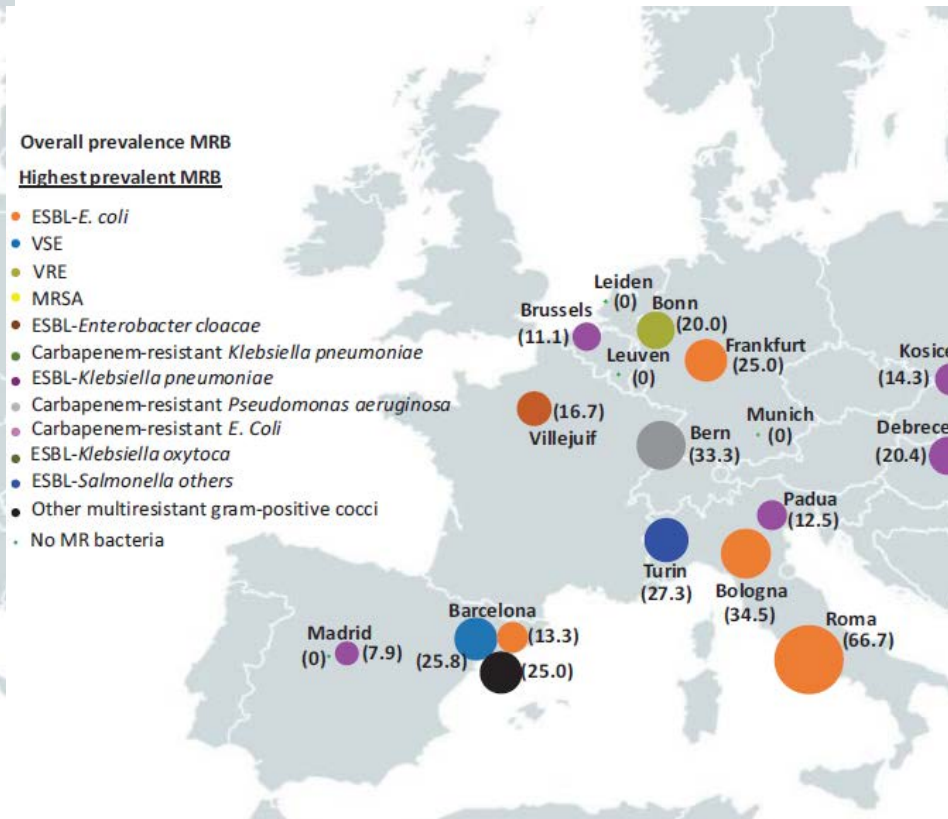 Overall prevalence MRB
Highest prevalent MRB
ESBL-E. coli
VSE
VRE
MRSA
ESBL-Enterobacter cloacae
Carbapenem-resistant Klebsiella pneumoniae
ESBL-Klebsiella pneumoniae
Carbapenem-resistant Pseudomonas aeruginosa
Carbapenem-resistant E. Coli
ESBL-Klebsiella oxytoca
ESBL-Salmonella others
Other multiresistant gram-positive cocci
No MR bacteria
Leiden
(0)
Brussels
(11.1)
Bonn
(20.0)
Leuven
(0)
Frankfurt
(25.0)
Kosice
(14.3)
(16.7)
Villejuif
Bern
(33.3)
Munich
(0)
Debrece
(20.4)
Padua
(12.5)
Turin
(27.3)
Bologna
(34.5)
Roma
(66.7)
Barcelona
(13.3)
(25.8)
(25.0)
Madrid
(0)
(7.9)